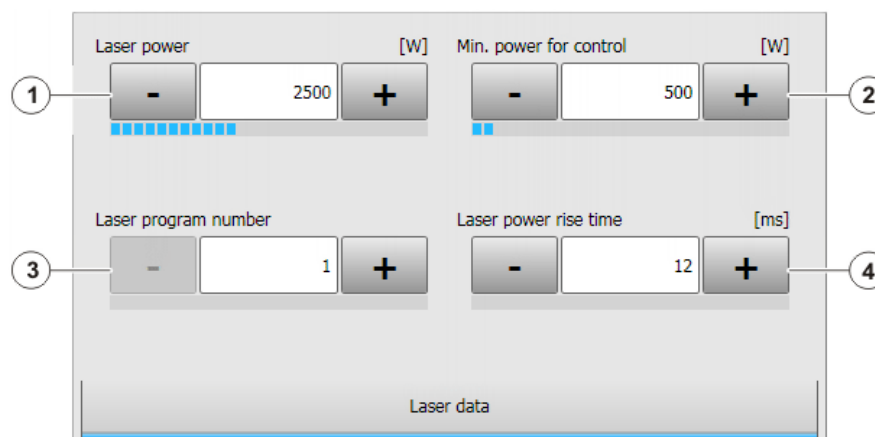 Laser power [W] Min. power for control [W]
1 - 2500 + - 500 + 2
Laser program number Laser power rise time [ms]
3 - 1 + - 12 + 4
Laser data